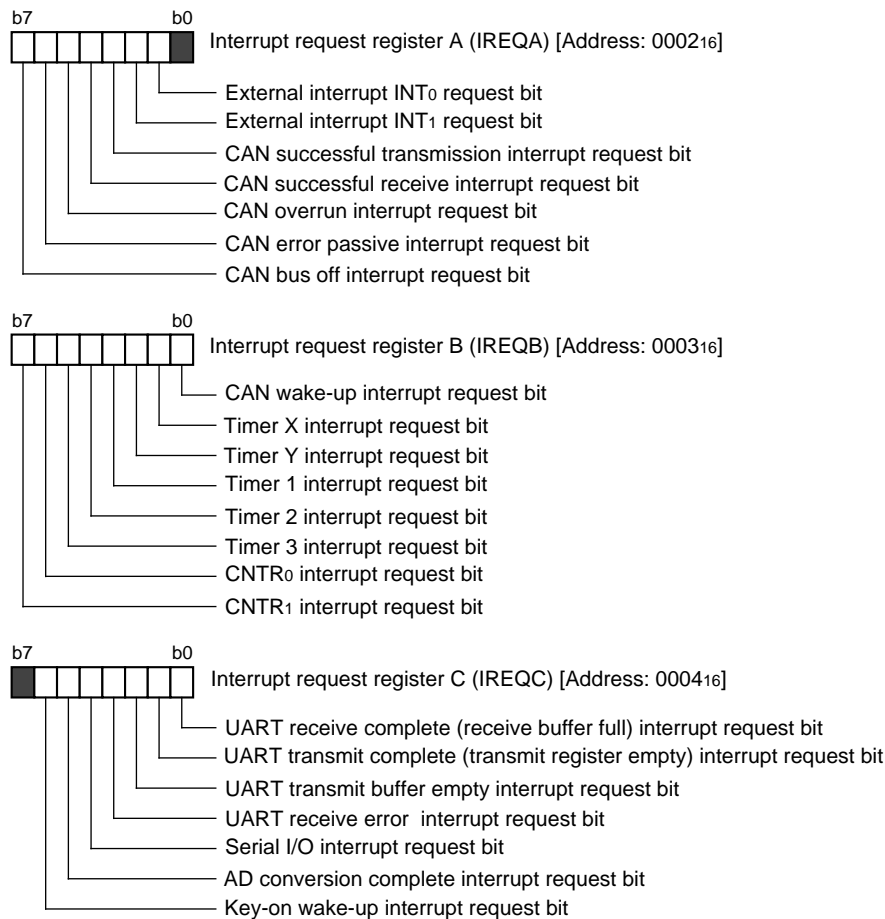 b7 b0
Interrupt request register A (IREQA) [Address: 000216]
External interrupt INT0 request bit
External interrupt INT1 request bit
CAN successful transmission interrupt request bit
CAN successful receive interrupt request bit
CAN overrun interrupt request bit
CAN error passive interrupt request bit
CAN bus off interrupt request bit
b7 b0
Interrupt request register B (IREQB) [Address: 000316]
CAN wake-up interrupt request bit
Timer X interrupt request bit
Timer Y interrupt request bit
Timer 1 interrupt request bit
Timer 2 interrupt request bit
Timer 3 interrupt request bit
CNTR0 interrupt request bit
CNTR1 interrupt request bit
b7 b0
Interrupt request register C (IREQC) [Address: 000416]
UART receive complete (receive buffer full) interrupt request bit
UART transmit complete (transmit register empty) interrupt request bit
UART transmit buffer empty interrupt request bit
UART receive error interrupt request bit
Serial I/O interrupt request bit
AD conversion complete interrupt request bit
Key-on wake-up interrupt request bit